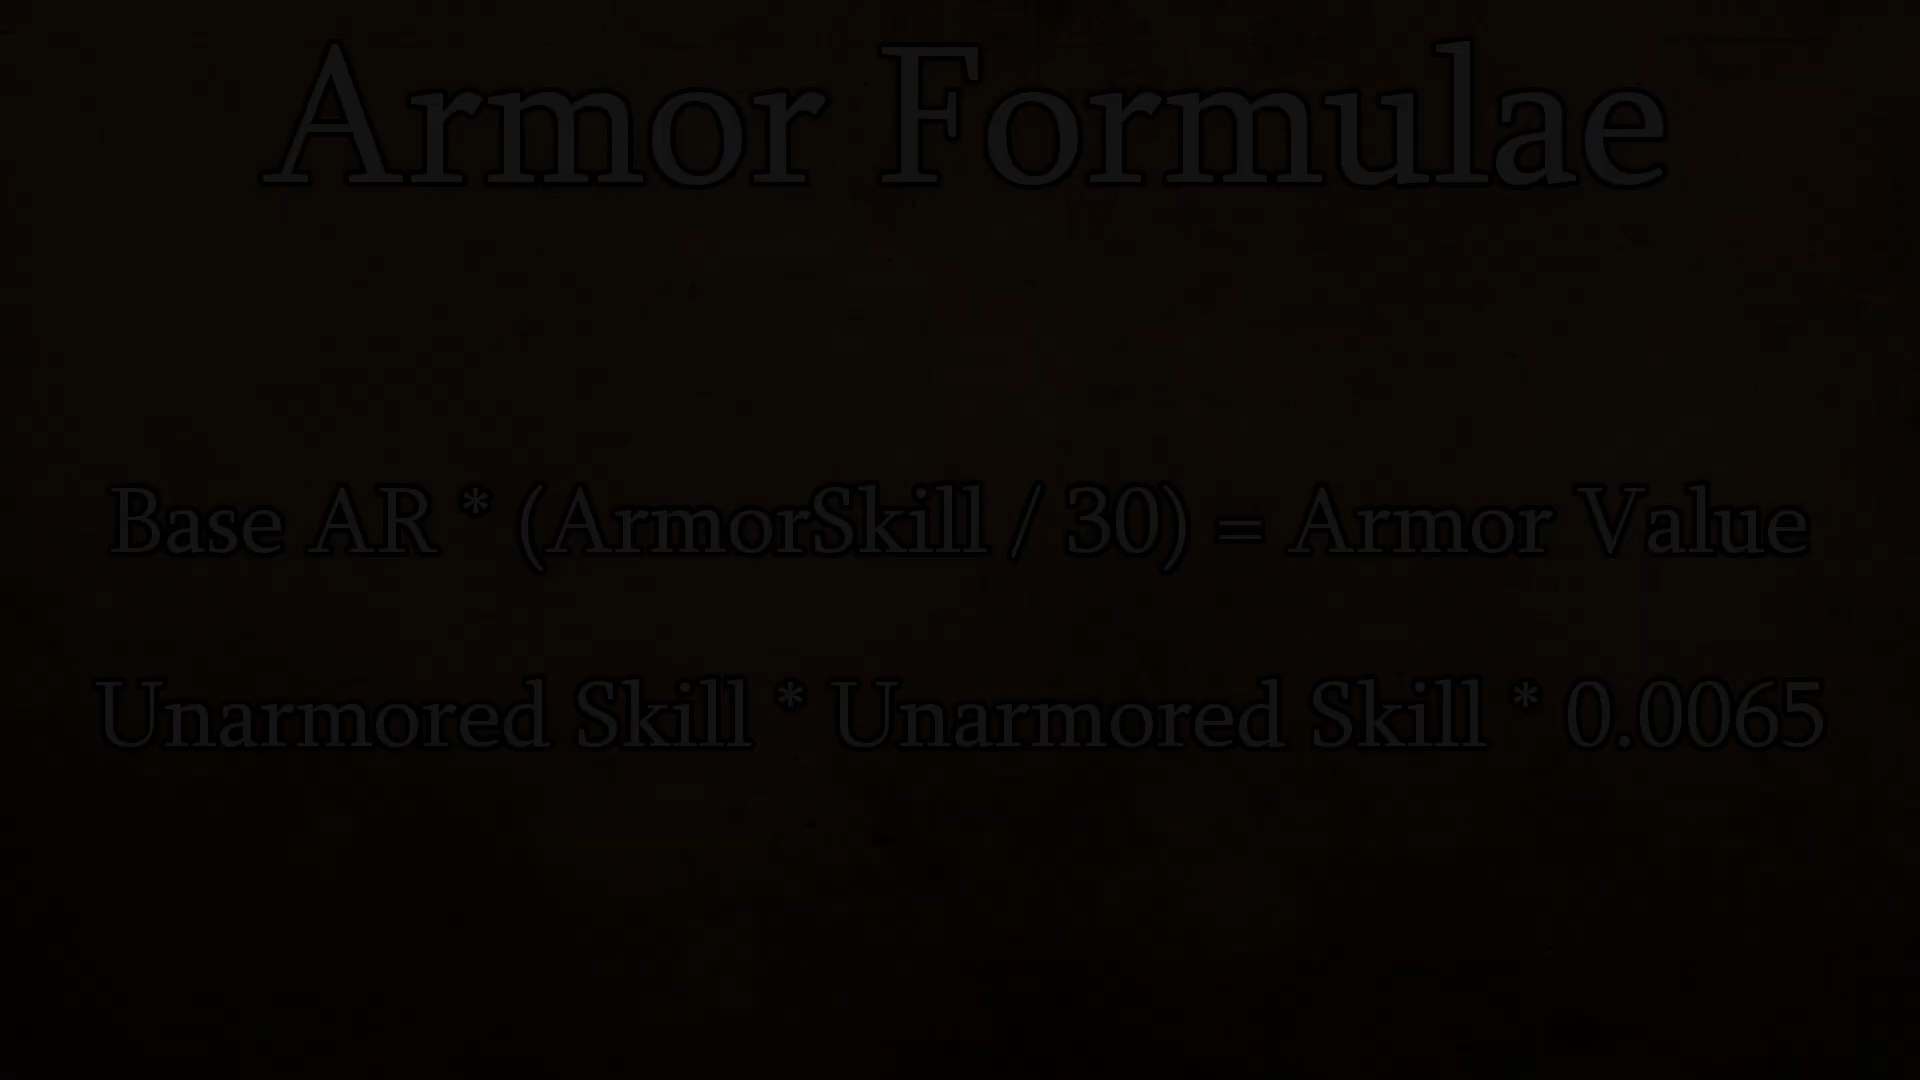 Armor Formulae
Base AR * (ArmorSkill / 30) = Armor Value
Unarmored Skill * Unarmored Skill * 0.0065